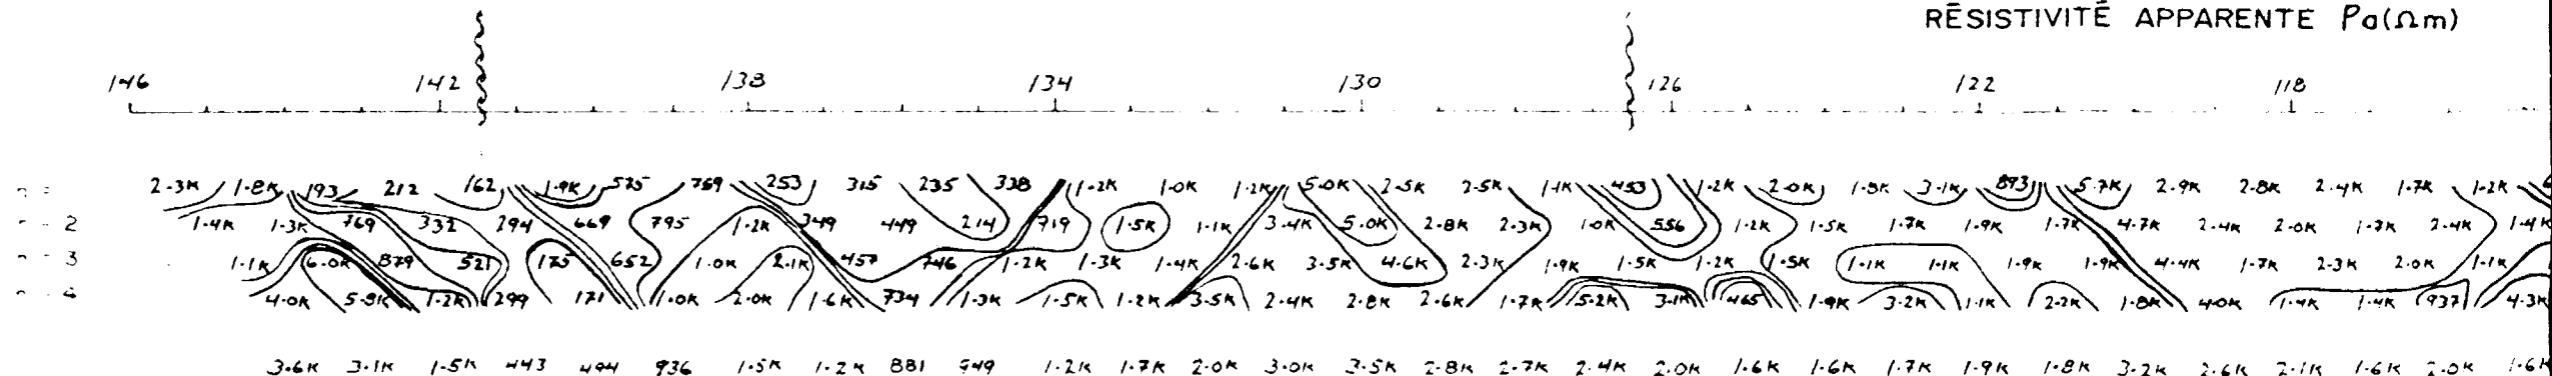 RÉSISTIVITÉ APPARENTE Pa(Ωm)
146 142 138 134 130 126 122 118
2.3K 1.8K 193 212 162 1.9K 525 769 253 315 235 338 1.2K 1.0K 1.2K 5.0K 2.5K 2.5K 1.1K 453 1.2K 2.0K 1.8K 3.1K 893 5.7K 2.9K 2.8K 2.4K 1.7K 1.2K
2 1.4K 1.3K 769 332 294 669 795 1.2K 349 449 214 719 1.5K 1.1K 3.4K 5.0K 2.8K 2.3K 1.0K 556 1.2K 1.5K 1.7K 1.9K 1.7K 4.7K 2.4K 2.0K 1.7K 2.4K 1.4K
3 1.1K 6.0K 879 521 175 652 1.0K 2.1K 457 746 1.2K 1.3K 1.4K 2.6K 3.5K 4.6K 2.3K 1.9K 1.5K 1.2K 1.5K 1.1K 1.1K 1.9K 1.9K 4.4K 1.7K 2.3K 2.0K 1.1K
4 4.0K 5.8K 1.2K 299 171 1.0K 2.0K 1.6K 734 1.3K 1.5K 1.2K 3.5K 2.4K 2.8K 2.6K 1.7K 5.2K 3.1K 465 1.9K 3.2K 1.1K 2.2K 1.8K 4.0K 1.4K 1.4K 937 4.3K
3.6K 3.1K 1.5K 443 494 936 1.5K 1.2K 881 949 1.2K 1.7K 2.0K 3.0K 3.5K 2.8K 2.7K 2.4K 2.0K 1.6K 1.6K 1.7K 1.9K 1.8K 3.2K 2.6K 2.1K 1.6K 2.0K 1.6K